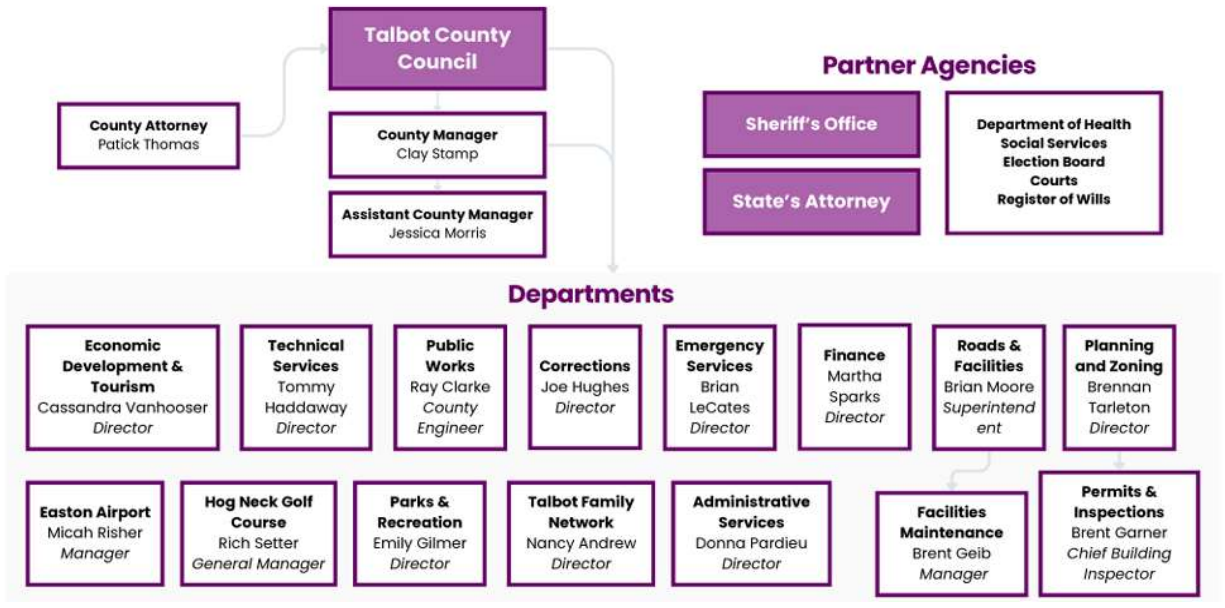 Talbot County
Council
County Attorney
Patick Thomas
County Manager
Clay Stamp
Assistant County Manager
Jessica Morris
Partner Agencies
Sheriff's Office
State's Attorney
Department of Health
Social Services
Election Board
Courts
Register of Wills
Departments
Economic
Development &
Tourism
Cassandra Vanhooser
Director
Technical
Services
Tommy
Haddaway
Director
Public
Works
Ray Clarke
County
Engineer
Corrections
Joe Hughes
Director
Emergency
Services
Brian
LeCates
Director
Finance
Martha
Sparks
Director
Roads &
Facilities
Brian Moore
Superintend
ent
Planning
and Zoning
Brennan
Tarleton
Director
Easton Airport
Micah Risher
Manager
Hog Neck Golf
Course
Rich Setter
General Manager
Parks &
Recreation
Emily Gilmer
Director
Talbot Family
Network
Nancy Andrew
Director
Administrative
Services
Donna Pardieu
Director
Facilities
Maintenance
Brent Geib
Manager
Permits &
Inspections
Brent Garner
Chief Building
Inspector